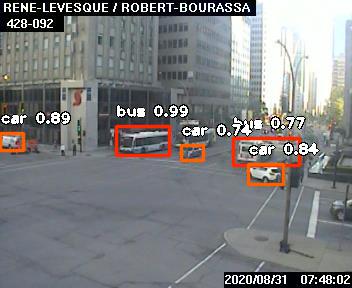 RENE-LEVESQUE / ROBERT-BOURASSA
428-092
car 0.89
bus 0.99
car 0.74
bus 0.77
car 0.84
2020/08/31 07:48:02